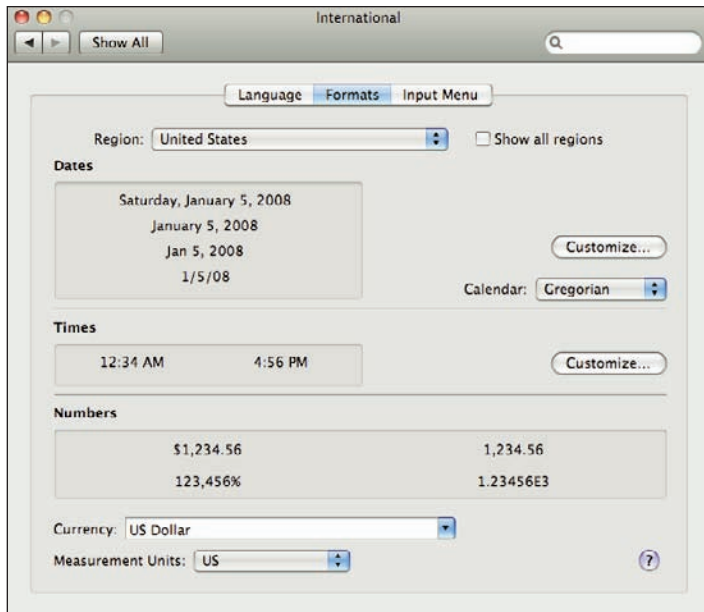 International
Show All
Language Formats Input Menu
Region: United States Show all regions
Dates
Saturday, January 5, 2008
January 5, 2008
Jan 5, 2008
1/5/08
Customize...
Calendar: Gregorian
Times
12:34 AM 4:56 PM Customize...
Numbers
$1,234.56 1,234.56
123,456% 1.23456E3
Currency: US Dollar
Measurement Units: US ?